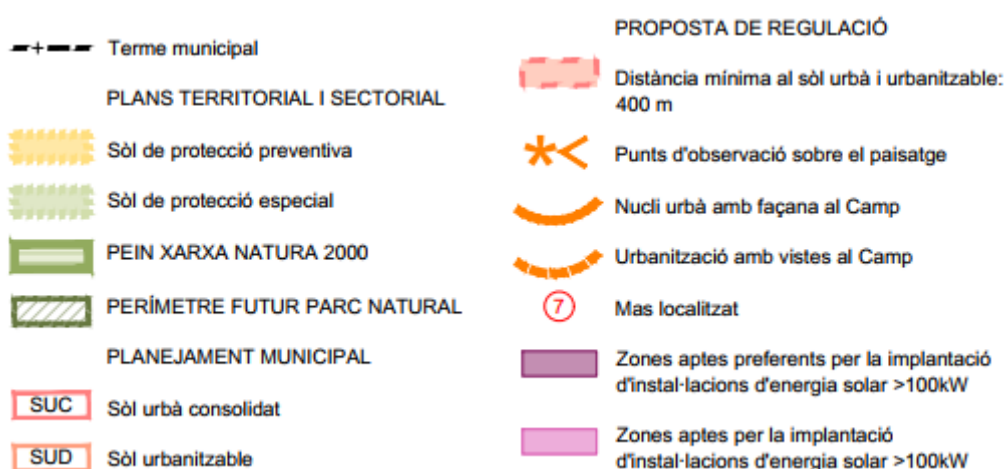 Terme municipal
PLANS TERRITORIAL I SECTORIAL
Sòl de protecció preventiva
Sòl de protecció especial
PEIN XARXA NATURA 2000
PERÍMETRE FUTUR PARC NATURAL
PLANEJAMENT MUNICIPAL
SUC Sòl urbà consolidat
SUD Sòl urbanitzable
PROPOSTA DE REGULACIÓ
Distància mínima al sòl urbà i urbanitzable:
400 m
Punts d'observació sobre el paisatge
Nucli urbà amb façana al Camp
Urbanització amb vistes al Camp
7 Mas localitzat
Zones aptes preferents per la implantació
d'instal·lacions d'energia solar >100kW
Zones aptes per la implantació
d'instal·lacions d'energia solar >100kW